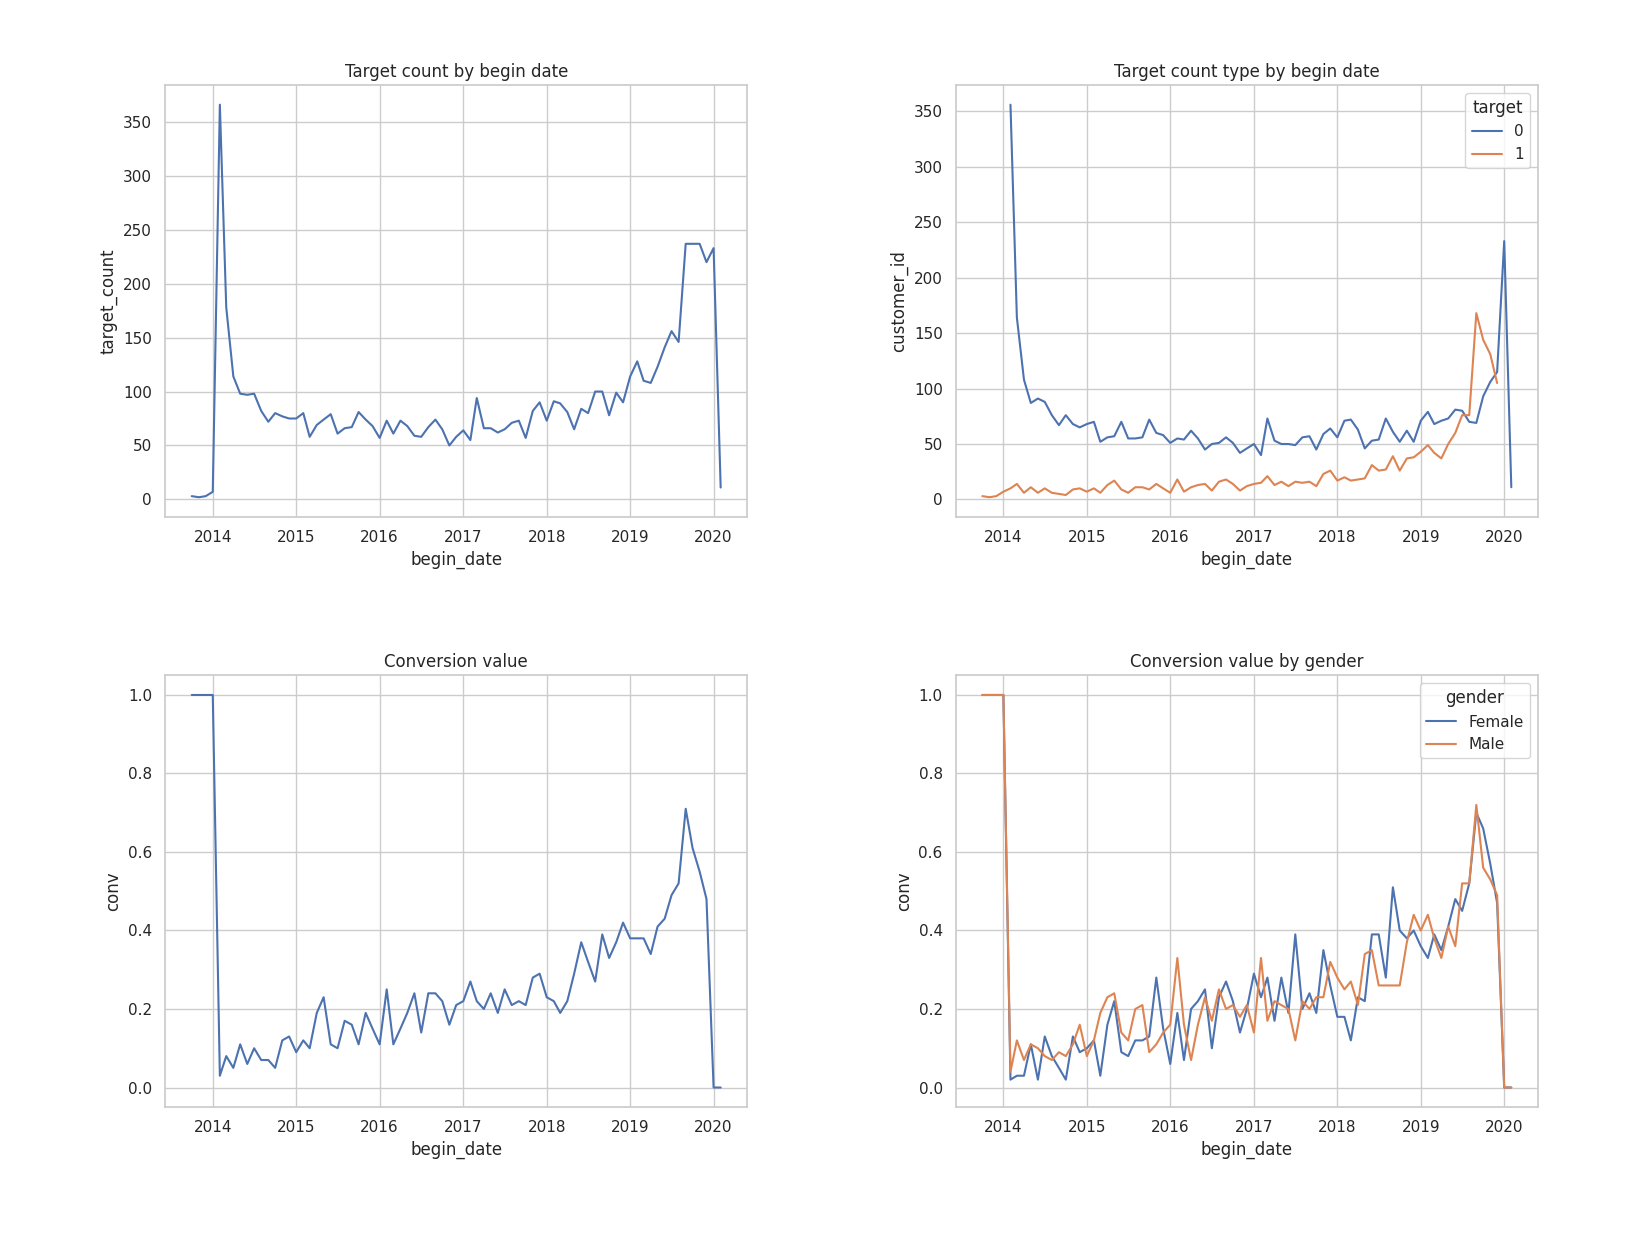 Target count by begin date
350
300
250
200
150
100
50
0
target_count
2014 2015 2016 2017 2018 2019 2020
begin_date
Target count type by begin date
target
0
1
350
300
250
200
150
100
50
0
customer_id
2014 2015 2016 2017 2018 2019 2020
begin_date
Conversion value
1.0
0.8
0.6
0.4
0.2
0.0
conv
2014 2015 2016 2017 2018 2019 2020
begin_date
Conversion value by gender
gender
Female
Male
1.0
0.8
0.6
0.4
0.2
0.0
conv
2014 2015 2016 2017 2018 2019 2020
begin_date